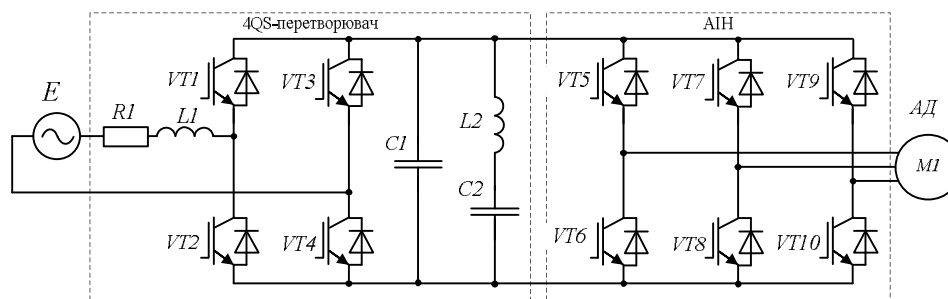 4QS-перетворювач
АІН
VT1
VT3
VT5
VT7
VT9
E
R1
L1
C1
L2
C2
АД
M1
VT2
VT4
VT6
VT8
VT10